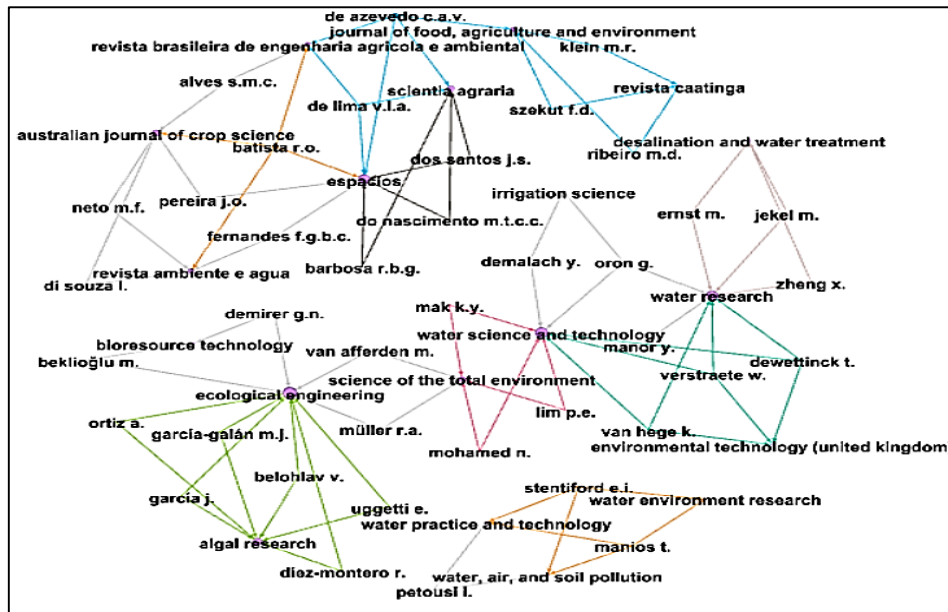 de azevedo c.a.v.
journal of food, agriculture and environment
revista brasileira de engenharia agricola e ambiental
klein m.r.
alves s.m.c.
scientia agraria
revista caatinga
de lima v.l.a.
szekut f.d.
australian journal of crop science
desalination and water treatment
batista r.o.
ribeiro m.d.
dos santos j.s.
espacios
irrigation science
pereira j.o.
neto m.f.
do nascimento m.t.c.c.
ernst m.
jekel m.
fernandes f.g.b.c.
demalach y.
oron g.
barbosa r.b.g.
revista ambiente e agua
di souza l.
zheng x.
water research
mak k.y.
demirer g.n.
water science and technology
manor y.
bioresource technology
van afferden m.
beklioğlu m.
dewettinck t.
verstraete w.
science of the total environment
ecological engineering
lim p.e.
ortiz a.
garcía-galán m.j.
müller r.a.
van hege k.
environmental technology (united kingdom
mohamed n.
belohlav v.
stentiford e.i.
garcía j.
water environment research
uggetti e.
water practice and technology
algal research
manios t.
díez-montero r.
water, air, and soil pollution
petousi i.